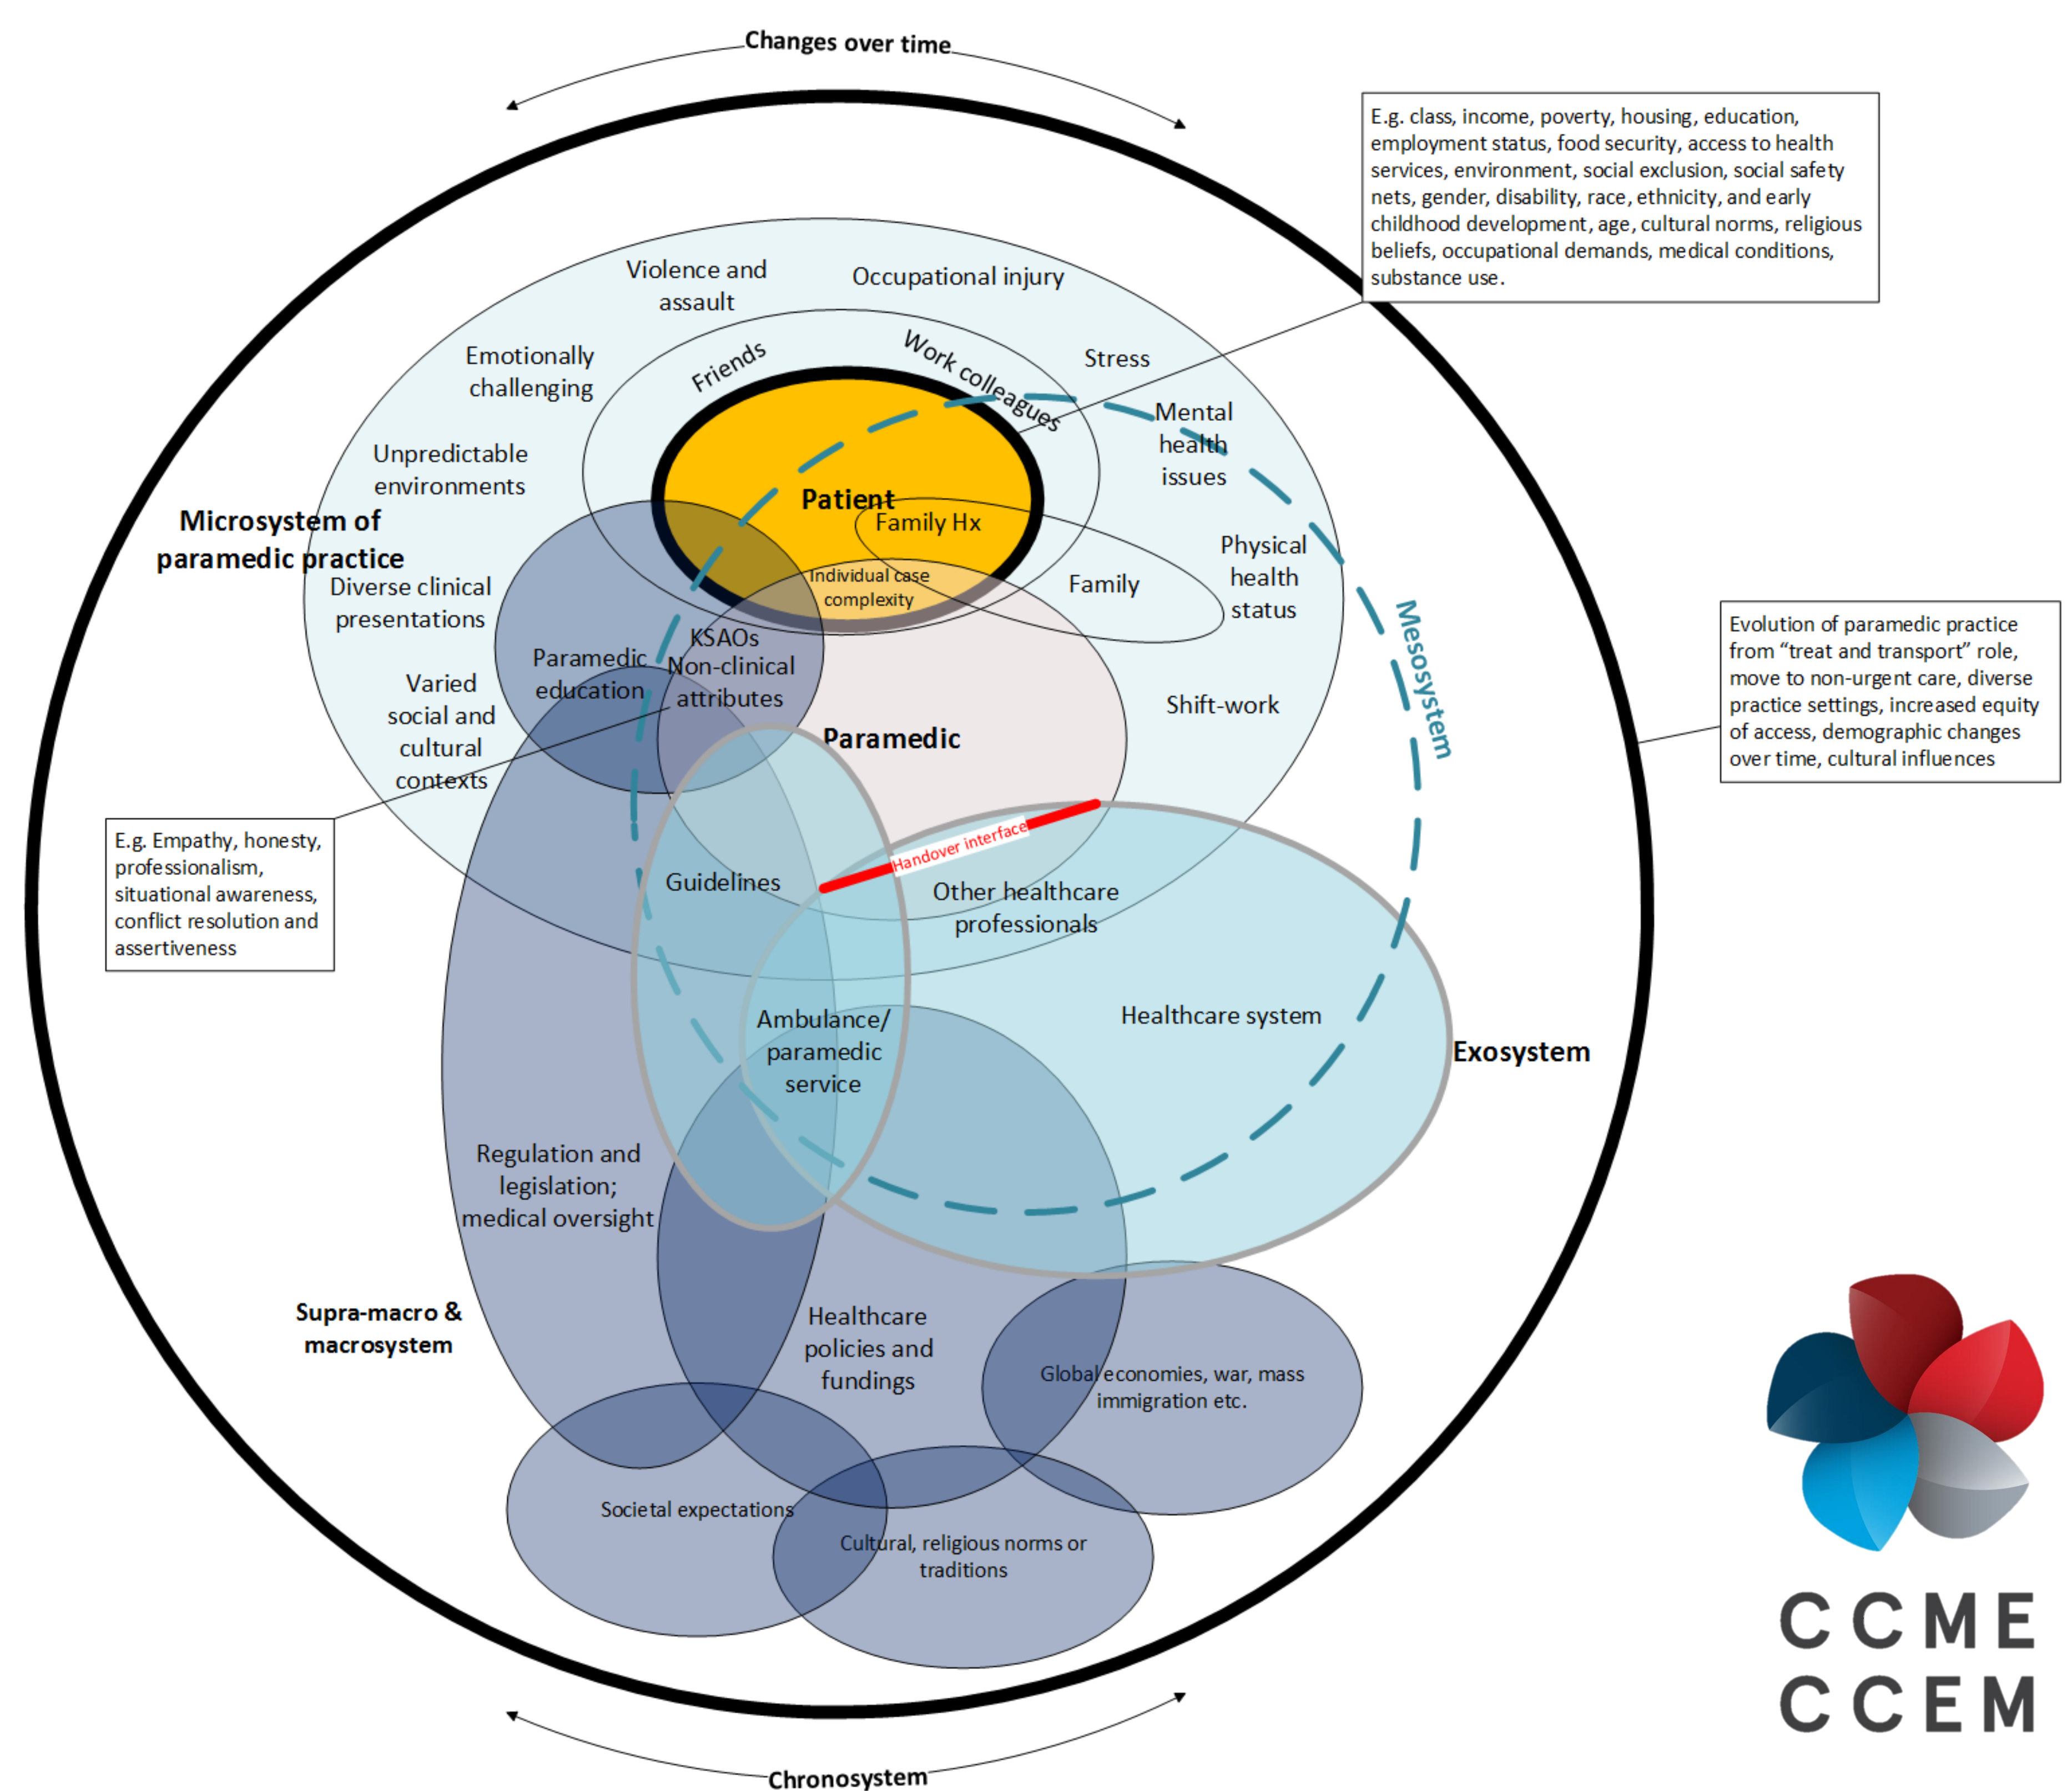 Changes over time
E.g. class, income, poverty, housing, education,
employment status, food security, access to health
services, environment, social exclusion, social safety
nets, gender, disability, race, ethnicity, and early
childhood development, age, cultural norms, religious
beliefs, occupational demands, medical conditions,
substance use.
Violence and
assault
Occupational injury
Emotionally
challenging
Friends
Work colleagues
Stress
Mental
health
issues
Unpredictable
environments
Patient
Family Hx
Microsystem of
paramedic practice
Physical
health
status
Individual case
complexity
Family
Diverse clinical
presentations
Mesosystem
Evolution of paramedic practice
from “treat and transport” role,
move to non-urgent care, diverse
practice settings, increased equity
of access, demographic changes
over time, cultural influences
KSAOs
Non-clinical
attributes
Paramedic
education
Varied
social and
cultural
contexts
Shift-work
Paramedic
E.g. Empathy, honesty,
professionalism,
situational awareness,
conflict resolution and
assertiveness
Handover interface
Guidelines
Other healthcare
professionals
Ambulance/
paramedic
service
Healthcare system
Exosystem
Regulation and
legislation;
medical oversight
Supra-macro &
macrosystem
Healthcare
policies and
fundings
Global economies, war, mass
immigration etc.
Societal expectations
Cultural, religious norms or
traditions
CCME
CCEM
Chronosystem